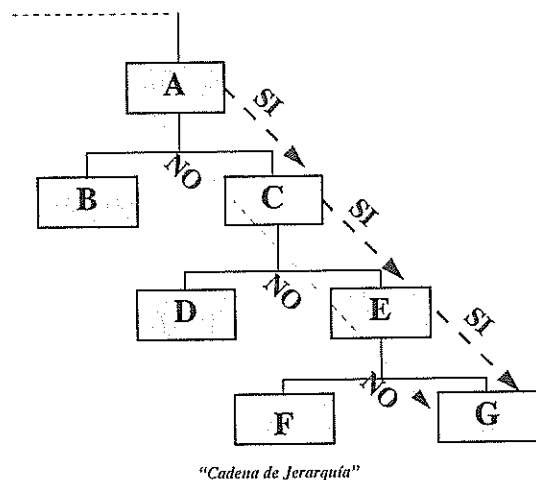 A
SI
B
NO
C
SI
D
NO
E
SI
F
NO
G
“Cadena de Jerarquía”